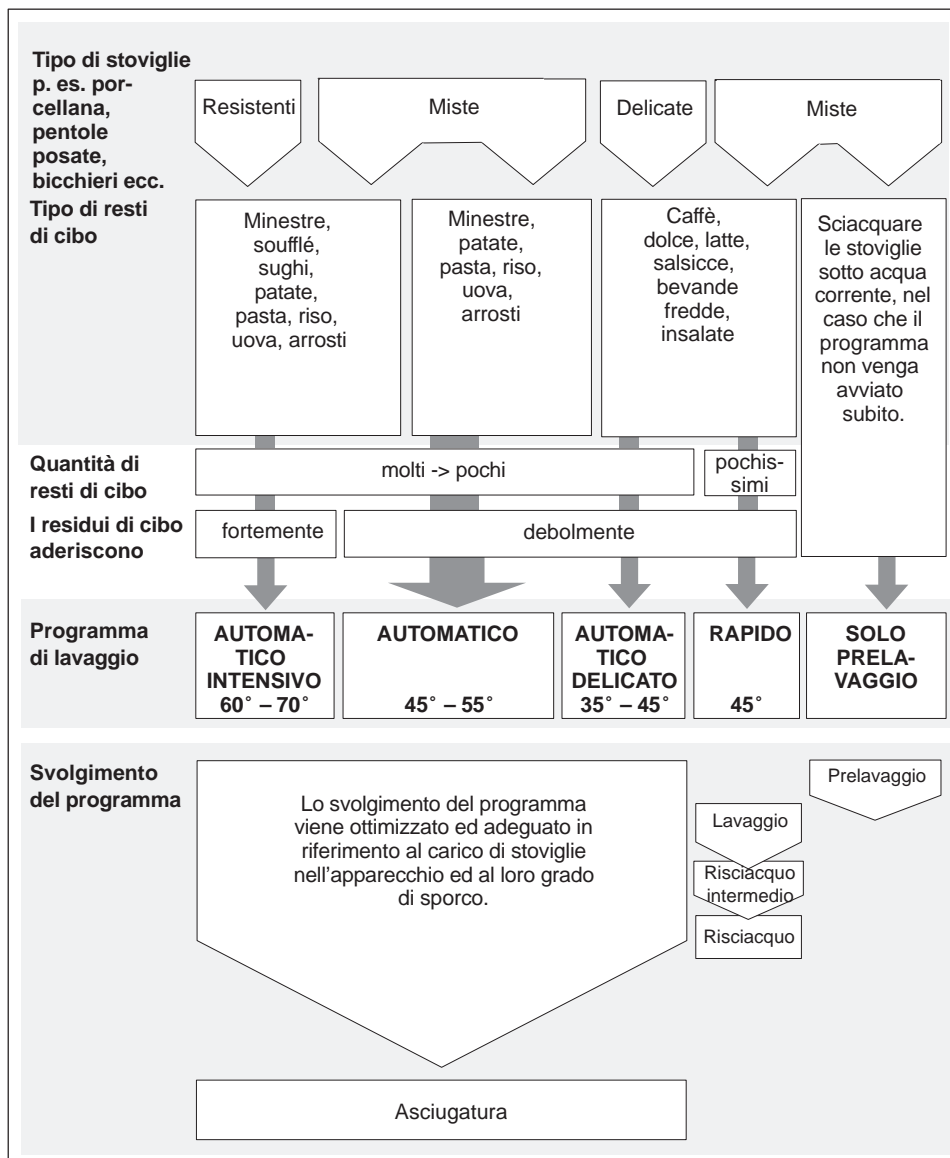 Tipo di stoviglie
p. es. por-
cellana,
pentole
posate,
bicchieri ecc.
Resistenti
Miste
Delicate
Miste
Tipo di resti
di cibo
Minestre,
soufflé,
sughi,
patate,
pasta, riso,
uova, arrosti
Minestre,
patate,
pasta, riso,
uova,
arrosti
Caffè,
dolce, latte,
salsicce,
bevande
fredde,
insalate
Sciacquare
le stoviglie
sotto acqua
corrente, nel
caso che il
programma
non venga
avviato
subito.
Quantità di
resti di cibo
molti -> pochi
pochis-
simi
I residui di cibo
aderiscono
fortemente
debolmente
Programma
di lavaggio
AUTOMA-
TICO
INTENSIVO
60° – 70°
AUTOMATICO
45° – 55°
AUTOMA-
TICO
DELICATO
35° – 45°
RAPIDO
45°
SOLO
PRELA-
VAGGIO
Svolgimento
del programma
Lo svolgimento del programma
viene ottimizzato ed adeguato in
riferimento al carico di stoviglie
nell'apparecchio ed al loro grado
di sporco.
Prelavaggio
Lavaggio
Risciacquo
intermedio
Risciacquo
Asciugatura